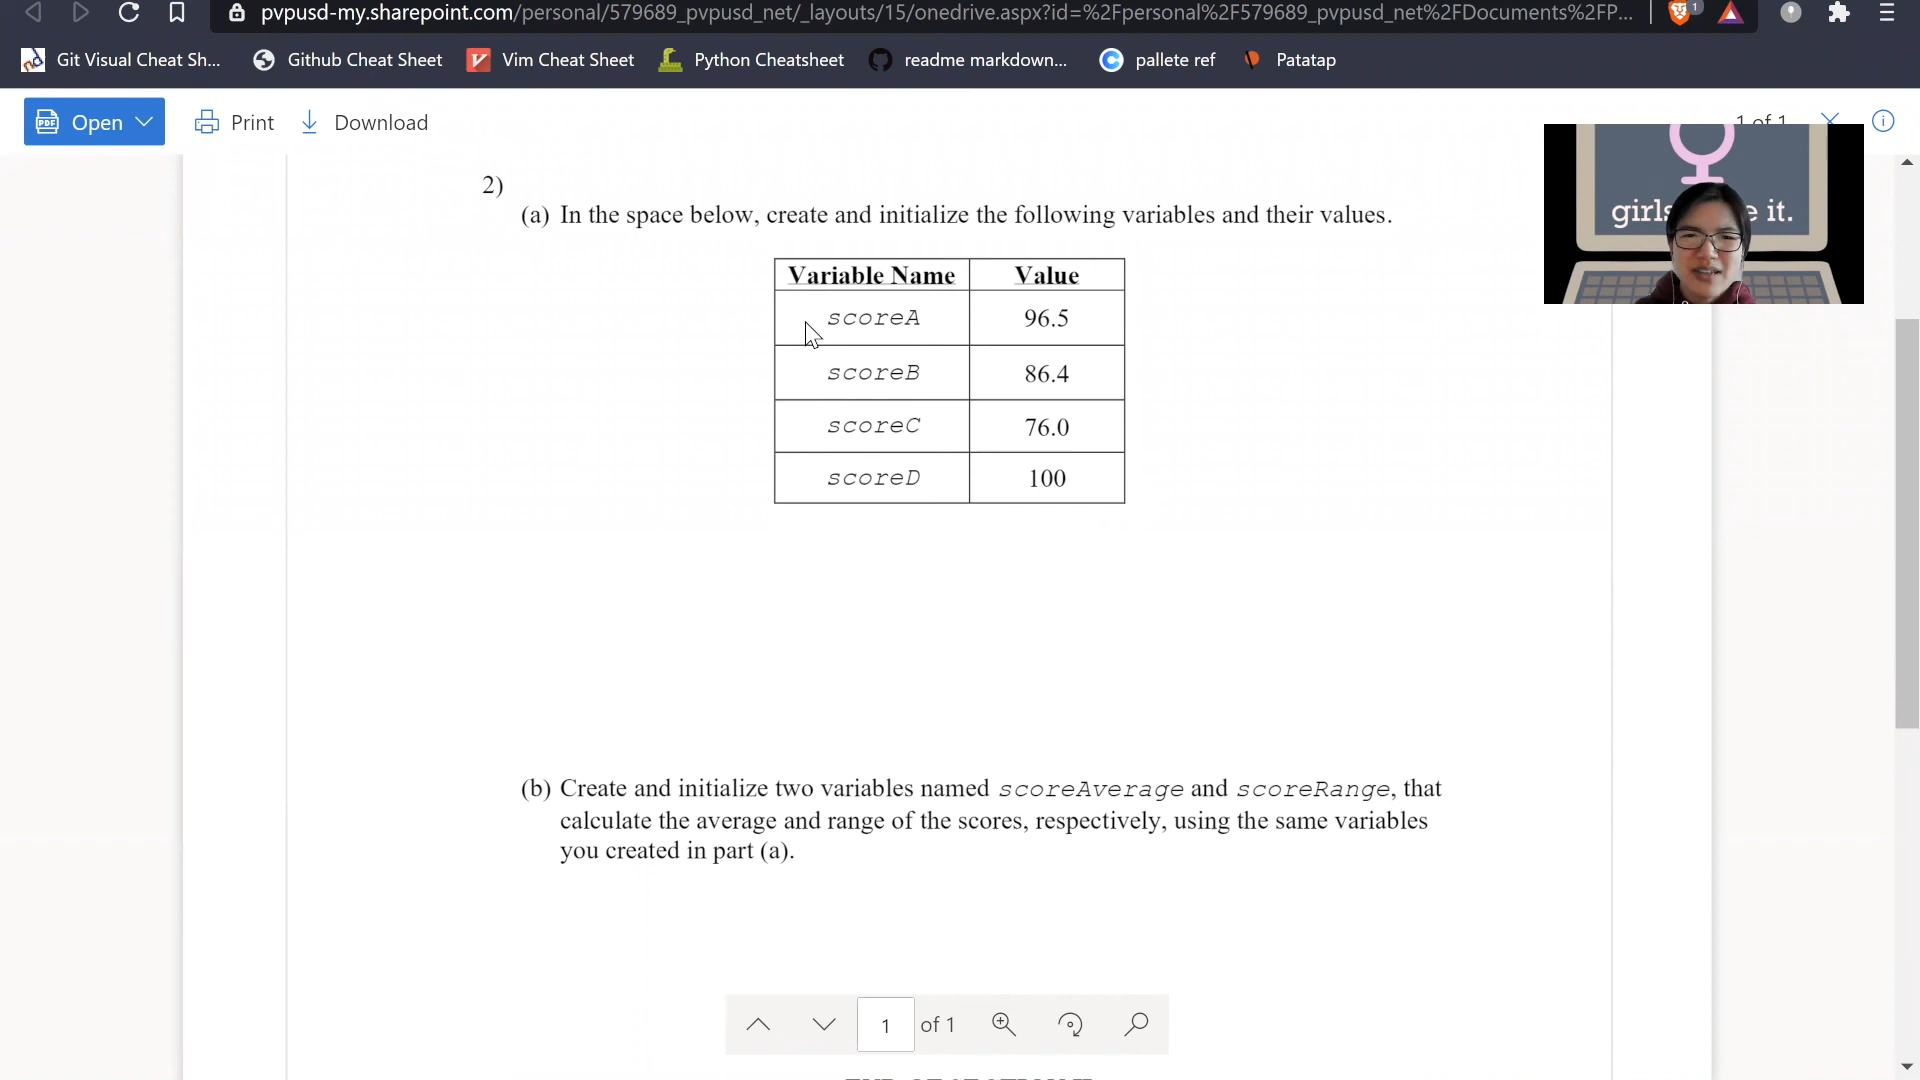 pvpusd-my.sharepoint.com/personal/579689_pvpusd_net/_layouts/15/onedrive.aspx?id=%2Fpersonal%2F579689_pvpusd_net%2FDocuments%2FP...
1
Git Visual Cheat Sh...
Github Cheat Sheet
Vim Cheat Sheet
Python Cheatsheet
readme markdown...
pallete ref
Patatap
PDF Open
Print
Download
1 of 1
2)
(a) In the space below, create and initialize the following variables and their values.
Variable Name Value
scoreA 96.5
scoreB 86.4
scoreC 76.0
scoreD 100
girls
e it.
(b) Create and initialize two variables named scoreAverage and scoreRange, that
calculate the average and range of the scores, respectively, using the same variables
you created in part (a).
1 of 1